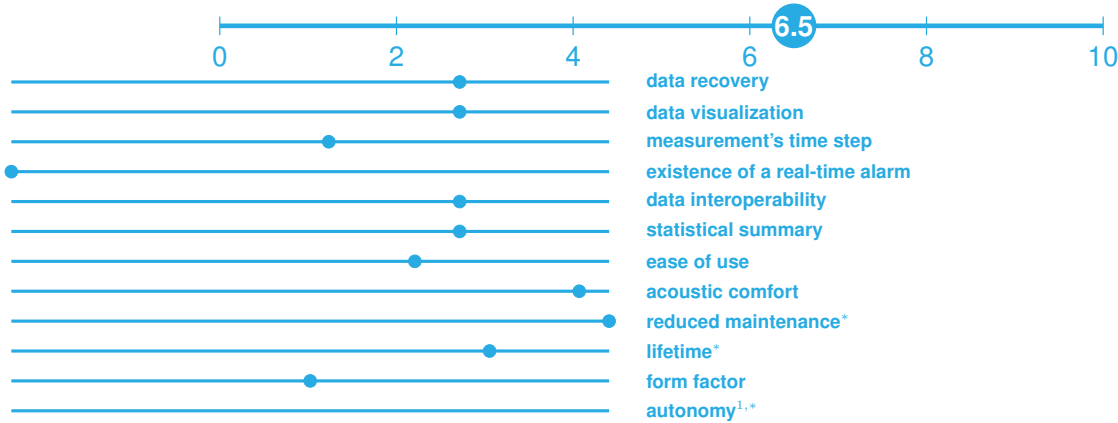 6.5
0 2 4 6 8 10
data recovery
data visualization
measurement's time step
existence of a real-time alarm
data interoperability
statistical summary
ease of use
acoustic comfort
reduced maintenance*
lifetime*
form factor
autonomy1,*